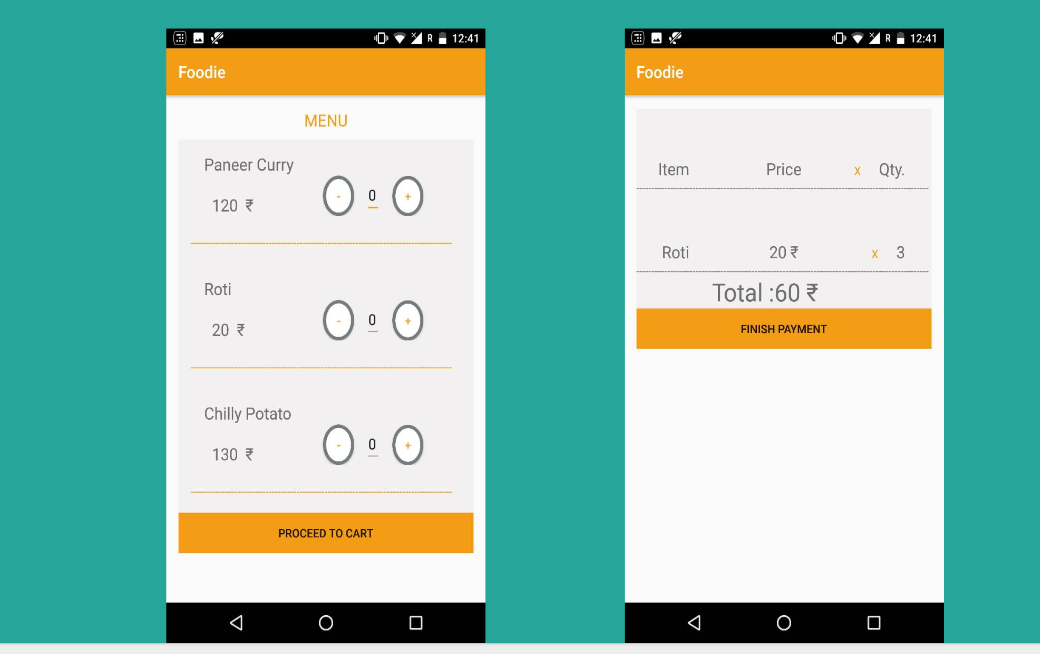 R 12:41
Foodie
MENU
Paneer Curry
- 0 +
120 ₹
Roti
- 0 +
20 ₹
Chilly Potato
- 0 +
130 ₹
PROCEED TO CART
R 12:41
Foodie
Item Price x Qty.
Roti 20 ₹ x 3
Total :60 ₹
FINISH PAYMENT